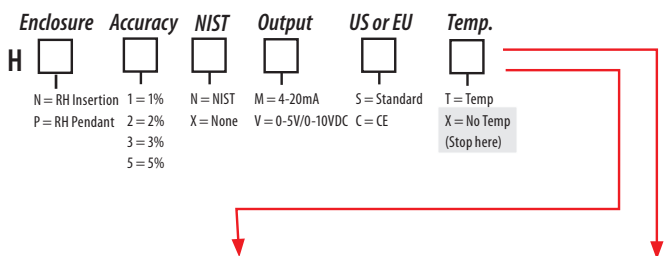 Enclosure Accuracy NIST Output US or EU Temp.
H
N = RH Insertion 1 = 1% N = NIST M = 4-20mA S = Standard T = Temp
P = RH Pendant 2 = 2% X = None V = 0-5V/0-10VDC C = CE X = No Temp
3 = 3% (Stop here)
5 = 5%